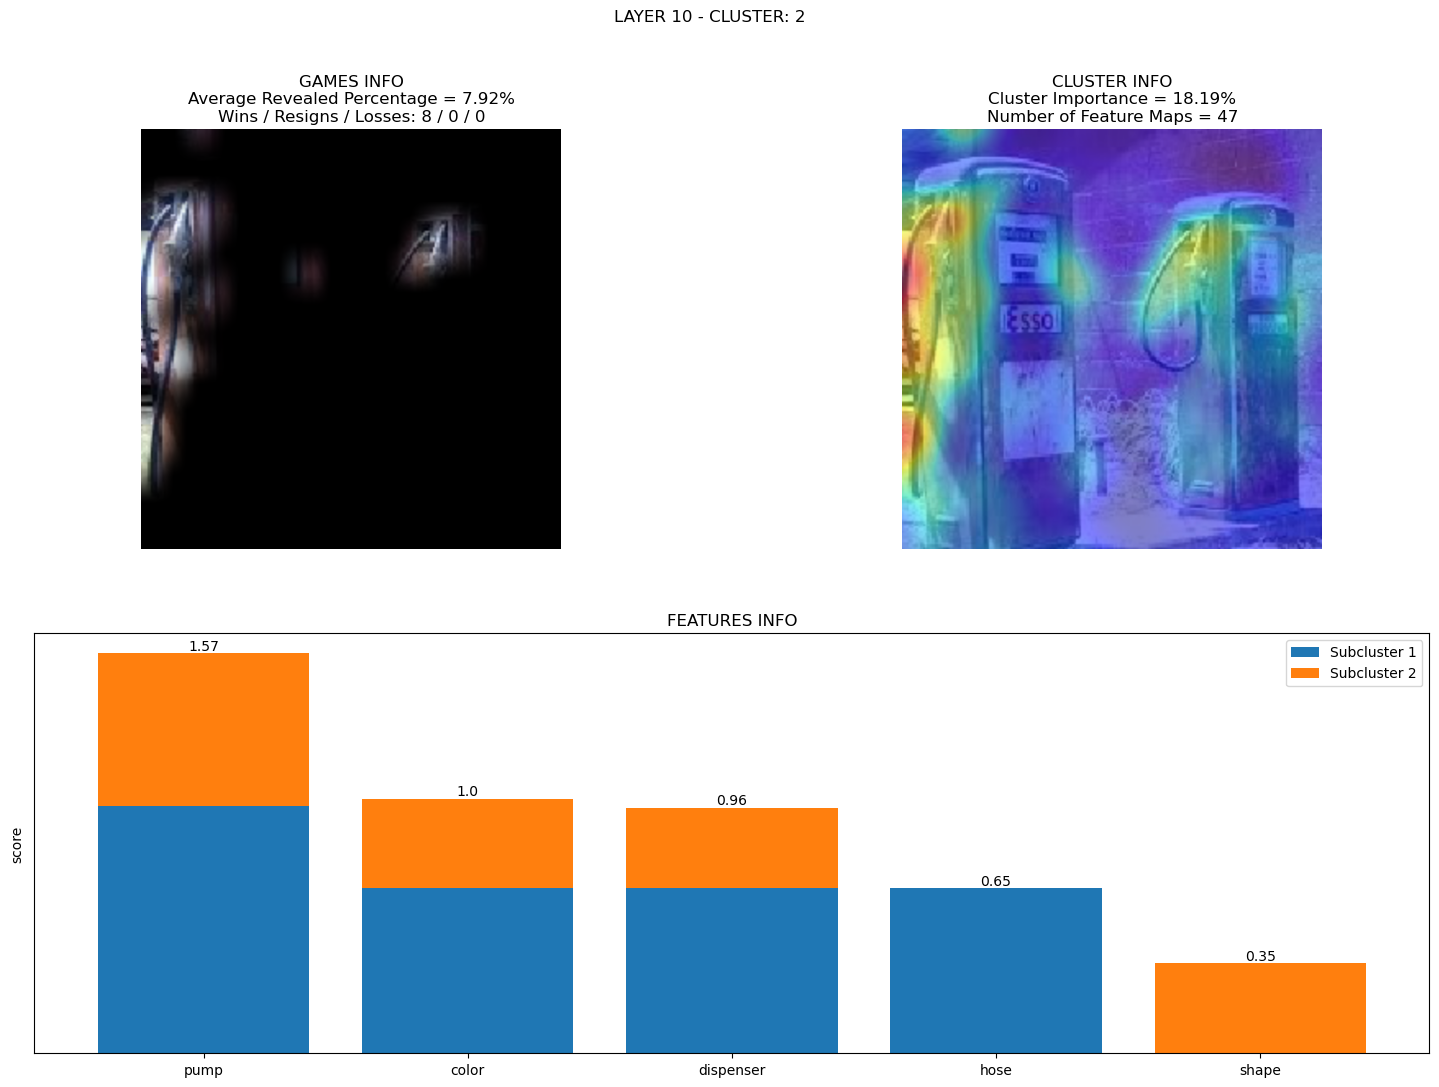 LAYER 10 - CLUSTER: 2
GAMES INFO
Average Revealed Percentage = 7.92%
Wins / Resigns / Losses: 8 / 0 / 0
CLUSTER INFO
Cluster Importance = 18.19%
Number of Feature Maps = 47
ESSO
FEATURES INFO
score
1.57
1.0
0.96
0.65
0.35
Subcluster 1
Subcluster 2
pump
color
dispenser
hose
shape